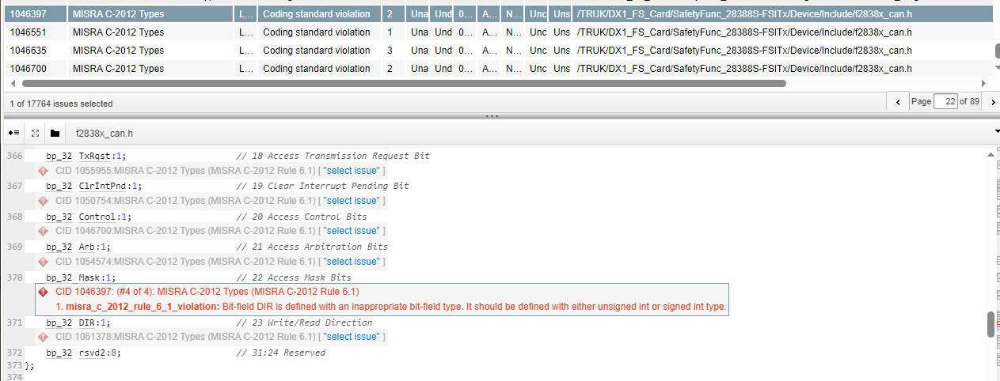 1046397 MISRA C-2012 Types L... Coding standard violation 2 Una Und 0... A... N... Unc Uns /TRUK/DX1_FS_Card/SafetyFunc_28388S-FSITx/Device/Include/f2838x_can.h
1046551 MISRA C-2012 Types L... Coding standard violation 1 Una Und 0... A... N... Unc Uns /TRUK/DX1_FS_Card/SafetyFunc_28388S-FSITx/Device/Include/f2838x_can.h
1046635 MISRA C-2012 Types L... Coding standard violation 3 Una Und 0... A... N... Unc Uns /TRUK/DX1_FS_Card/SafetyFunc_28388S-FSITx/Device/Include/f2838x_can.h
1046700 MISRA C-2012 Types L... Coding standard violation 2 Una Und 0... A... N... Unc Uns /TRUK/DX1_FS_Card/SafetyFunc_28388S-FSITx/Device/Include/f2838x_can.h
1 of 17764 issues selected Page 22 of 89
f2838x_can.h
366 bp_32 TxRqst:1; // 18 Access Transmission Request Bit
CID 1055955:MISRA C-2012 Types (MISRA C-2012 Rule 6.1) [ "select issue" ]
367 bp_32 ClrIntPnd:1; // 19 Clear Interrupt Pending Bit
CID 1050754:MISRA C-2012 Types (MISRA C-2012 Rule 6.1) [ "select issue" ]
368 bp_32 Control:1; // 20 Access Control Bits
CID 1046700:MISRA C-2012 Types (MISRA C-2012 Rule 6.1) [ "select issue" ]
369 bp_32 Arb:1; // 21 Access Arbitration Bits
CID 1054574:MISRA C-2012 Types (MISRA C-2012 Rule 6.1) [ "select issue" ]
370 bp_32 Mask:1; // 22 Access Mask Bits
CID 1046397: (#4 of 4): MISRA C-2012 Types (MISRA C-2012 Rule 6.1)
1. misra_c_2012_rule_6_1_violation: Bit-field DIR is defined with an inappropriate bit-field type. It should be defined with either unsigned int or signed int type.
371 bp_32 DIR:1; // 23 Write/Read Direction
CID 1061378:MISRA C-2012 Types (MISRA C-2012 Rule 6.1) [ "select issue" ]
372 bp_32 rsvd2:8; // 31:24 Reserved
373 };
374